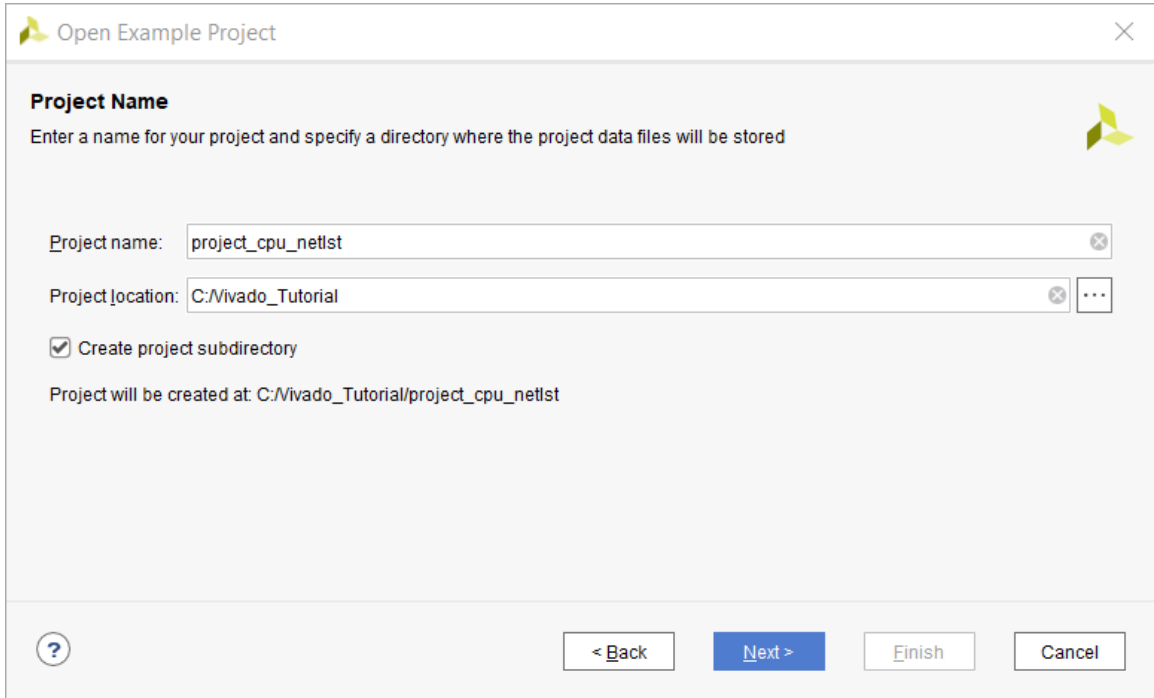 Open Example Project
Project Name
Enter a name for your project and specify a directory where the project data files will be stored
Project name: project_cpu_netlst
Project location: C:/Vivado_Tutorial ...
Create project subdirectory
Project will be created at: C:/Vivado_Tutorial/project_cpu_netlst
? < Back Next > Finish Cancel